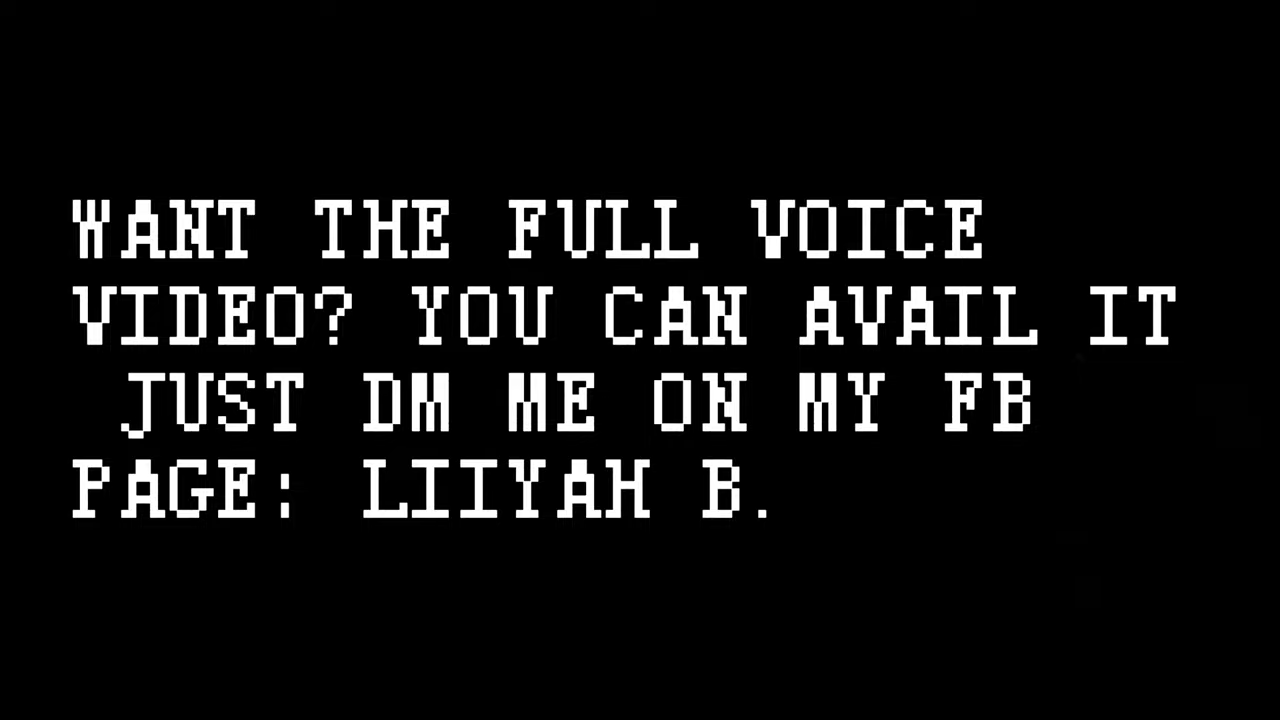 WANT THE FULL VOICE
VIDEO? YOU CAN AVAIL IT
JUST DM ME ON MY FB
PAGE: LIIYAH B.